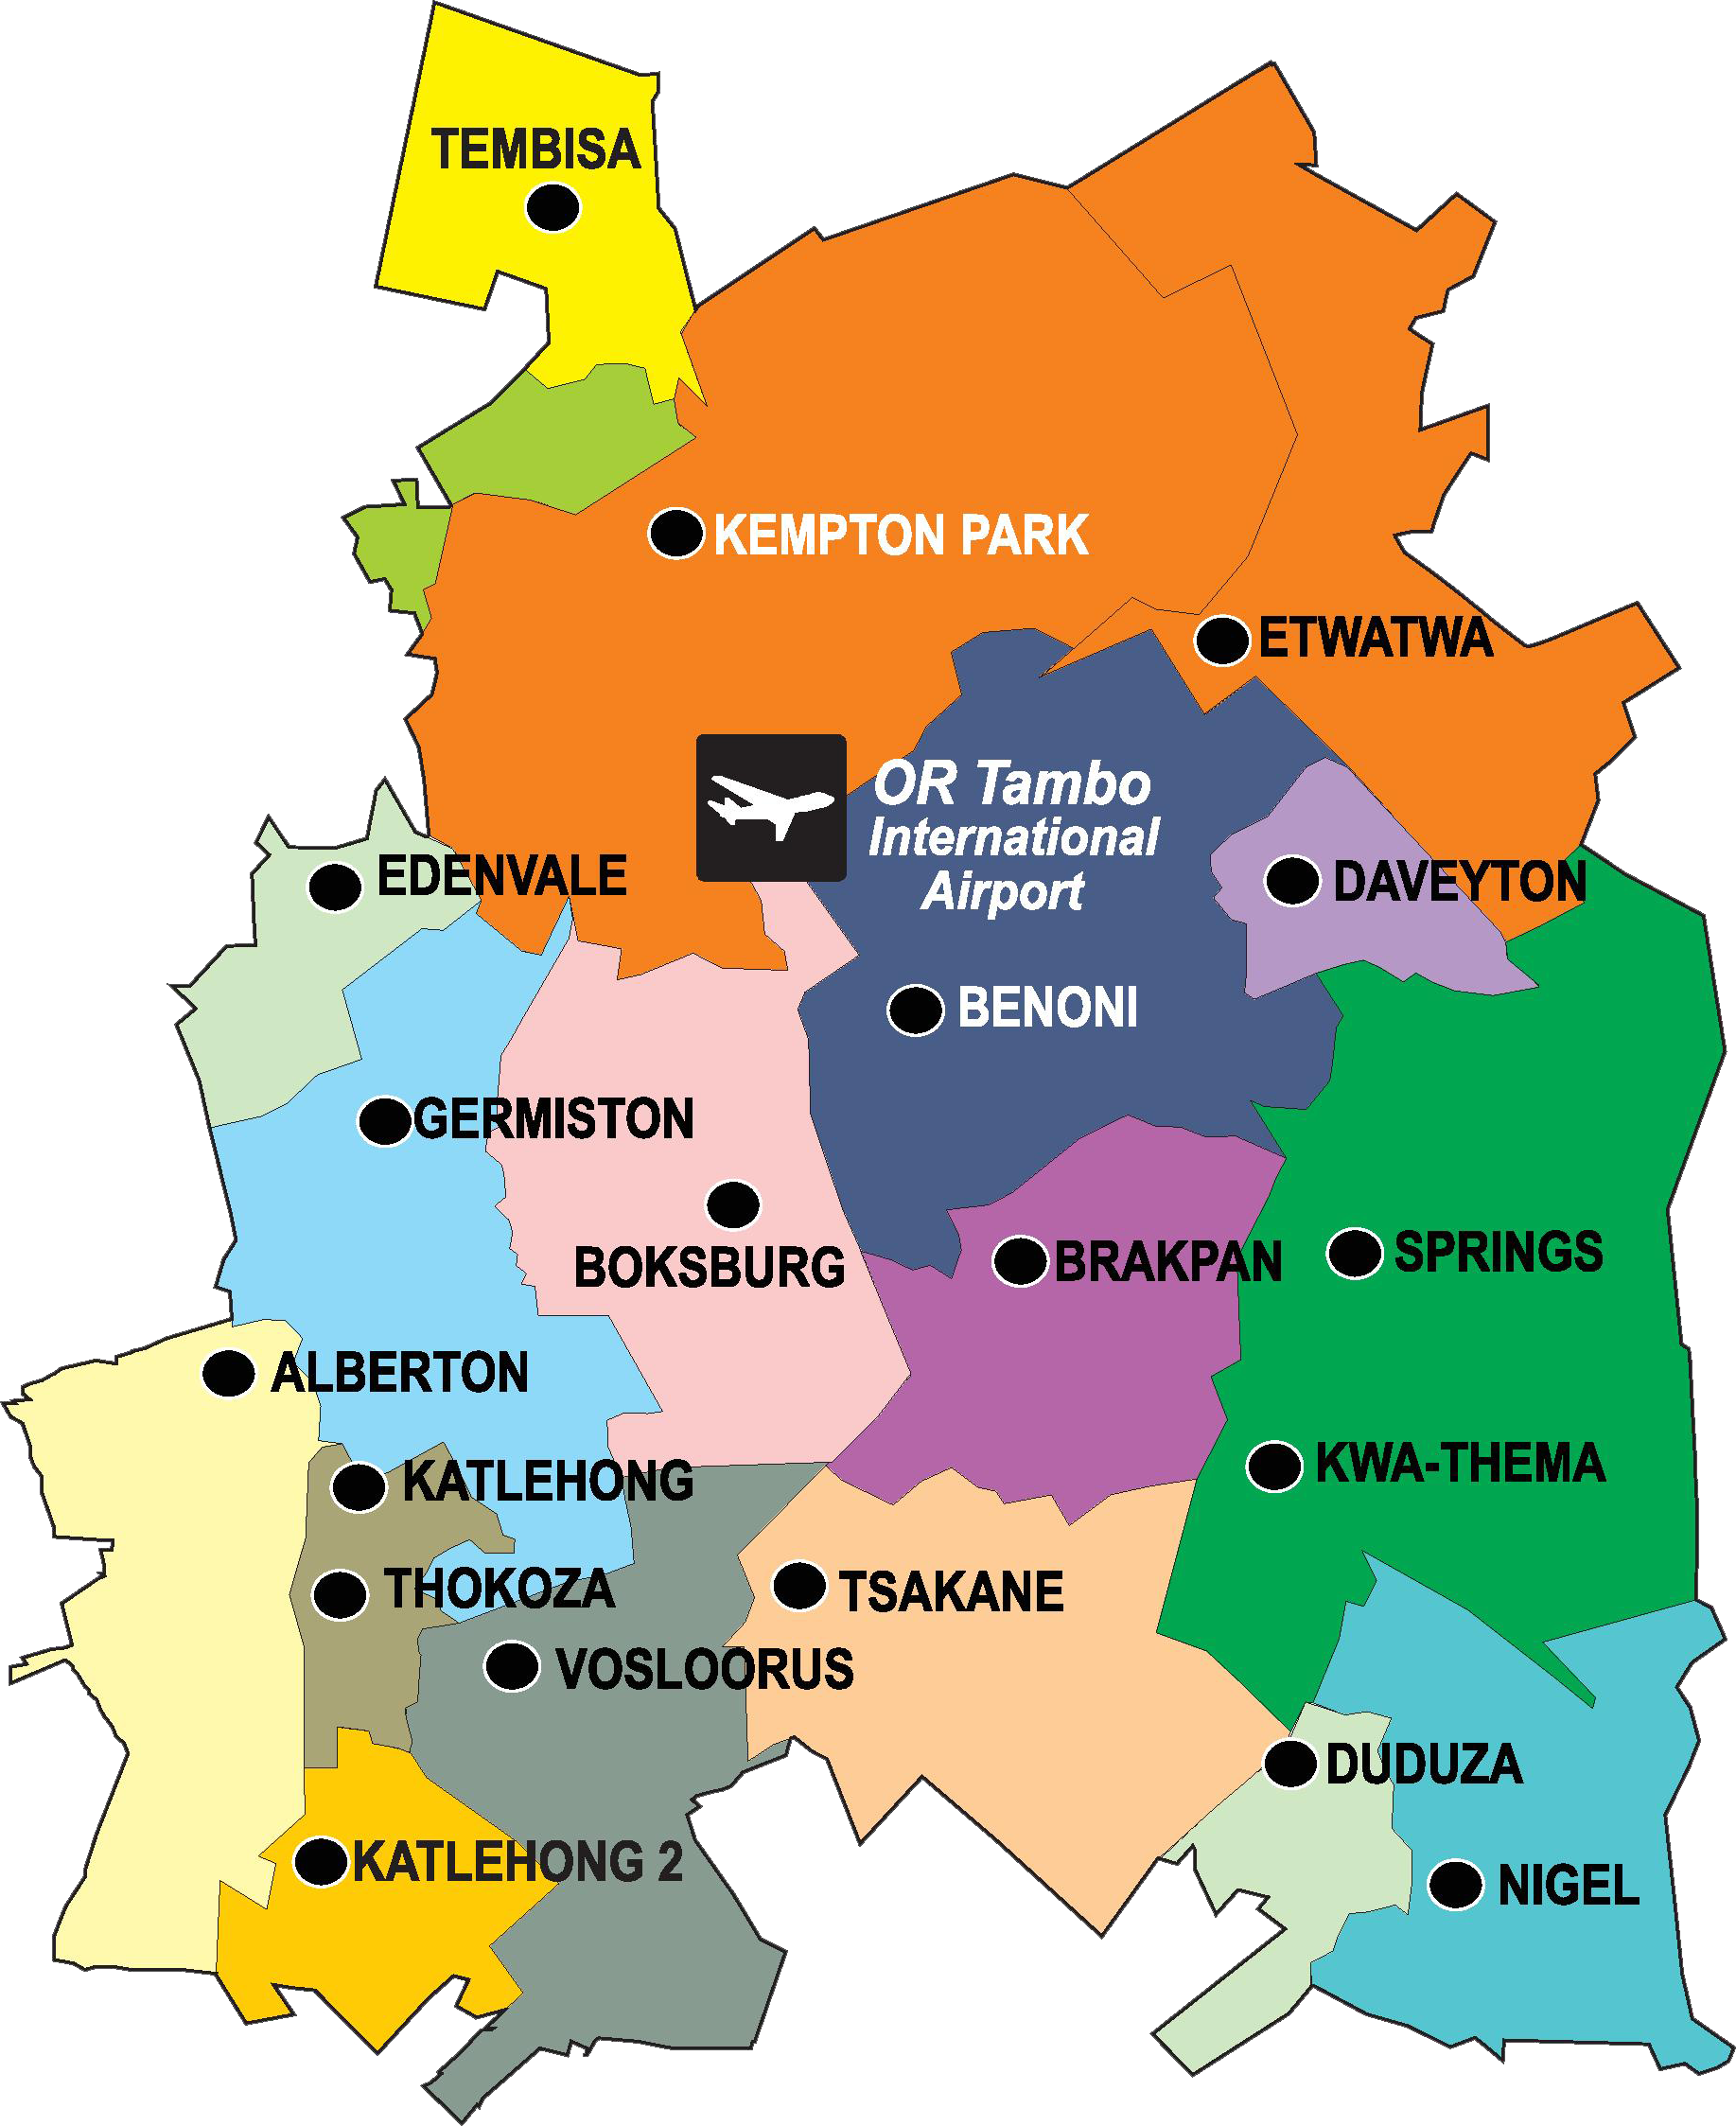 TEMBISA
KEMPTON PARK
ETWATWA
OR Tambo
International
Airport
EDENVALE
DAVEYTON
BENONI
GERMISTON
BOKSBURG
BRAKPAN
SPRINGS
ALBERTON
KATLEHONG
KWA-THEMA
THOKOZA
TSAKANE
VOSLOORUS
DUDUZA
KATLEHONG 2
NIGEL